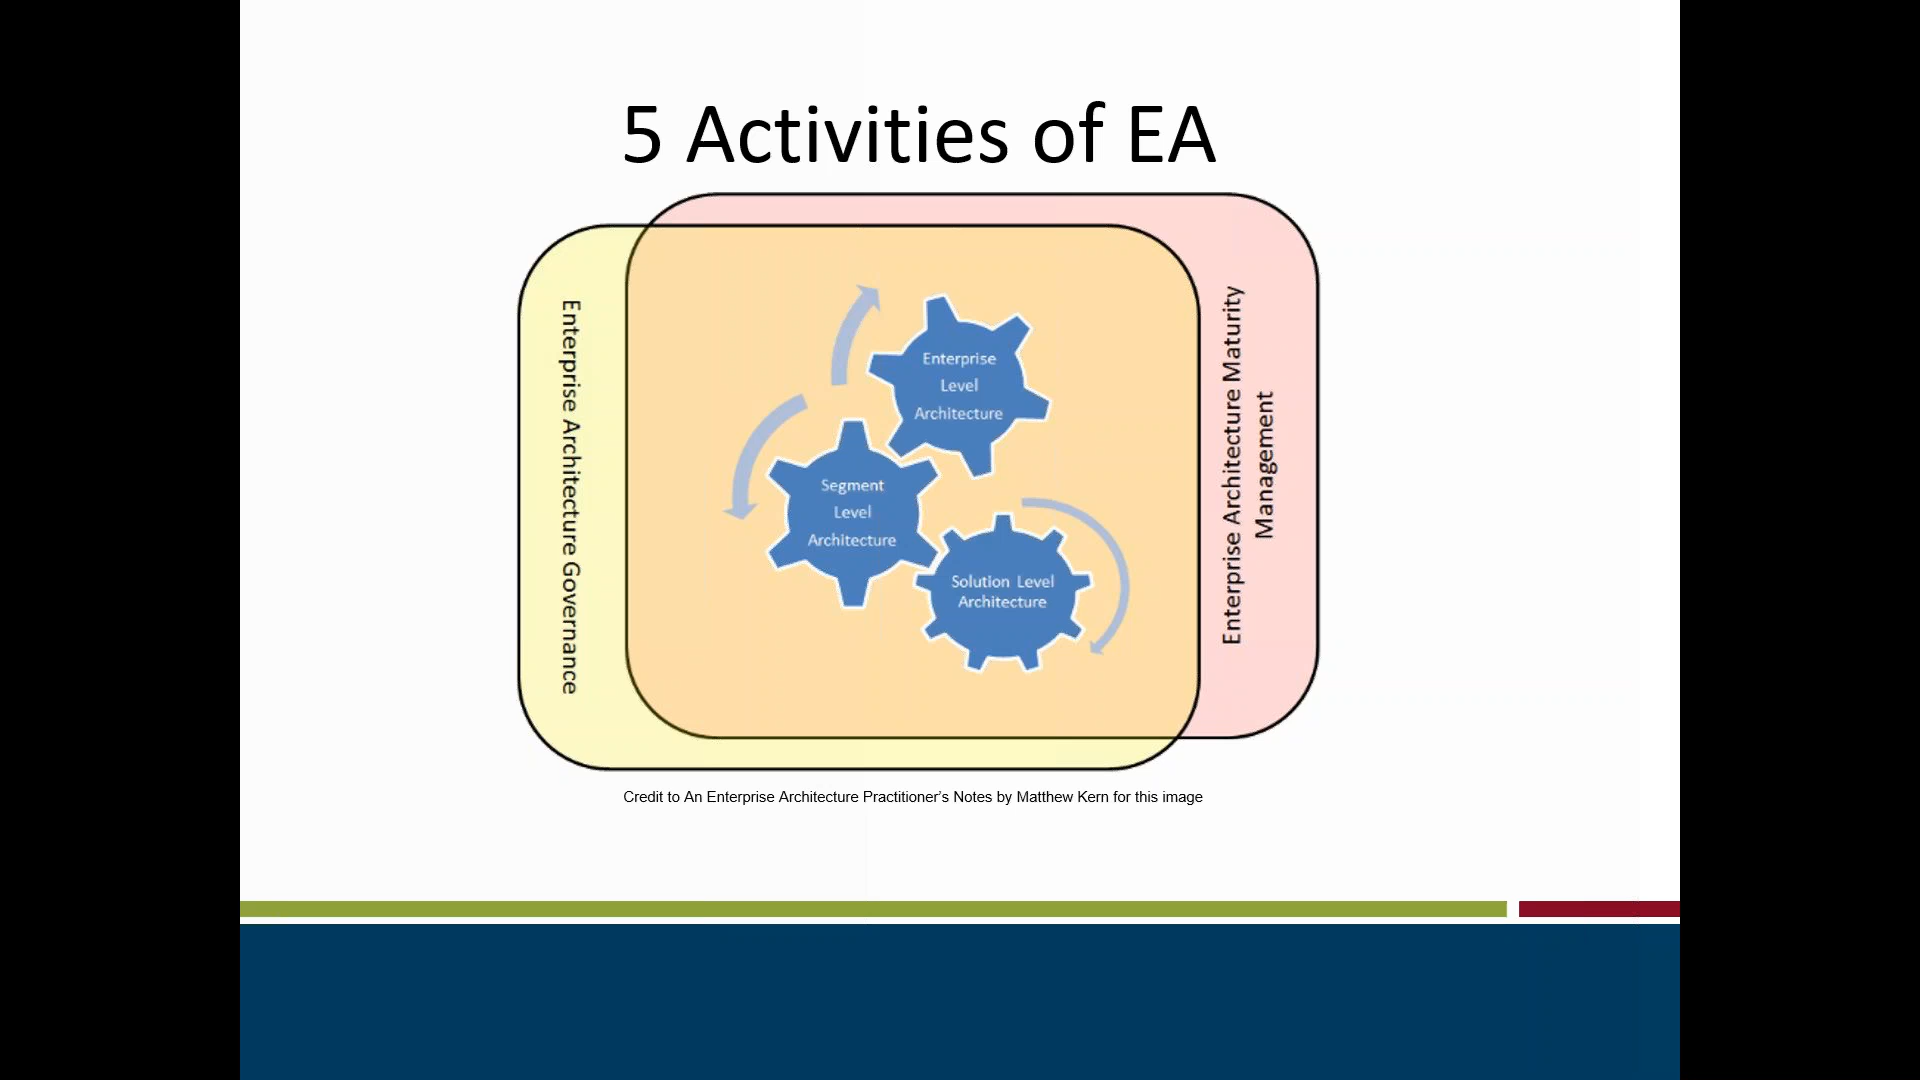 5 Activities of EA
Enterprise Architecture Governance
Enterprise
Level
Architecture
Segment
Level
Architecture
Solution Level
Architecture
Enterprise Architecture Maturity
Management
Credit to An Enterprise Architecture Practitioner’s Notes by Matthew Kern for this image